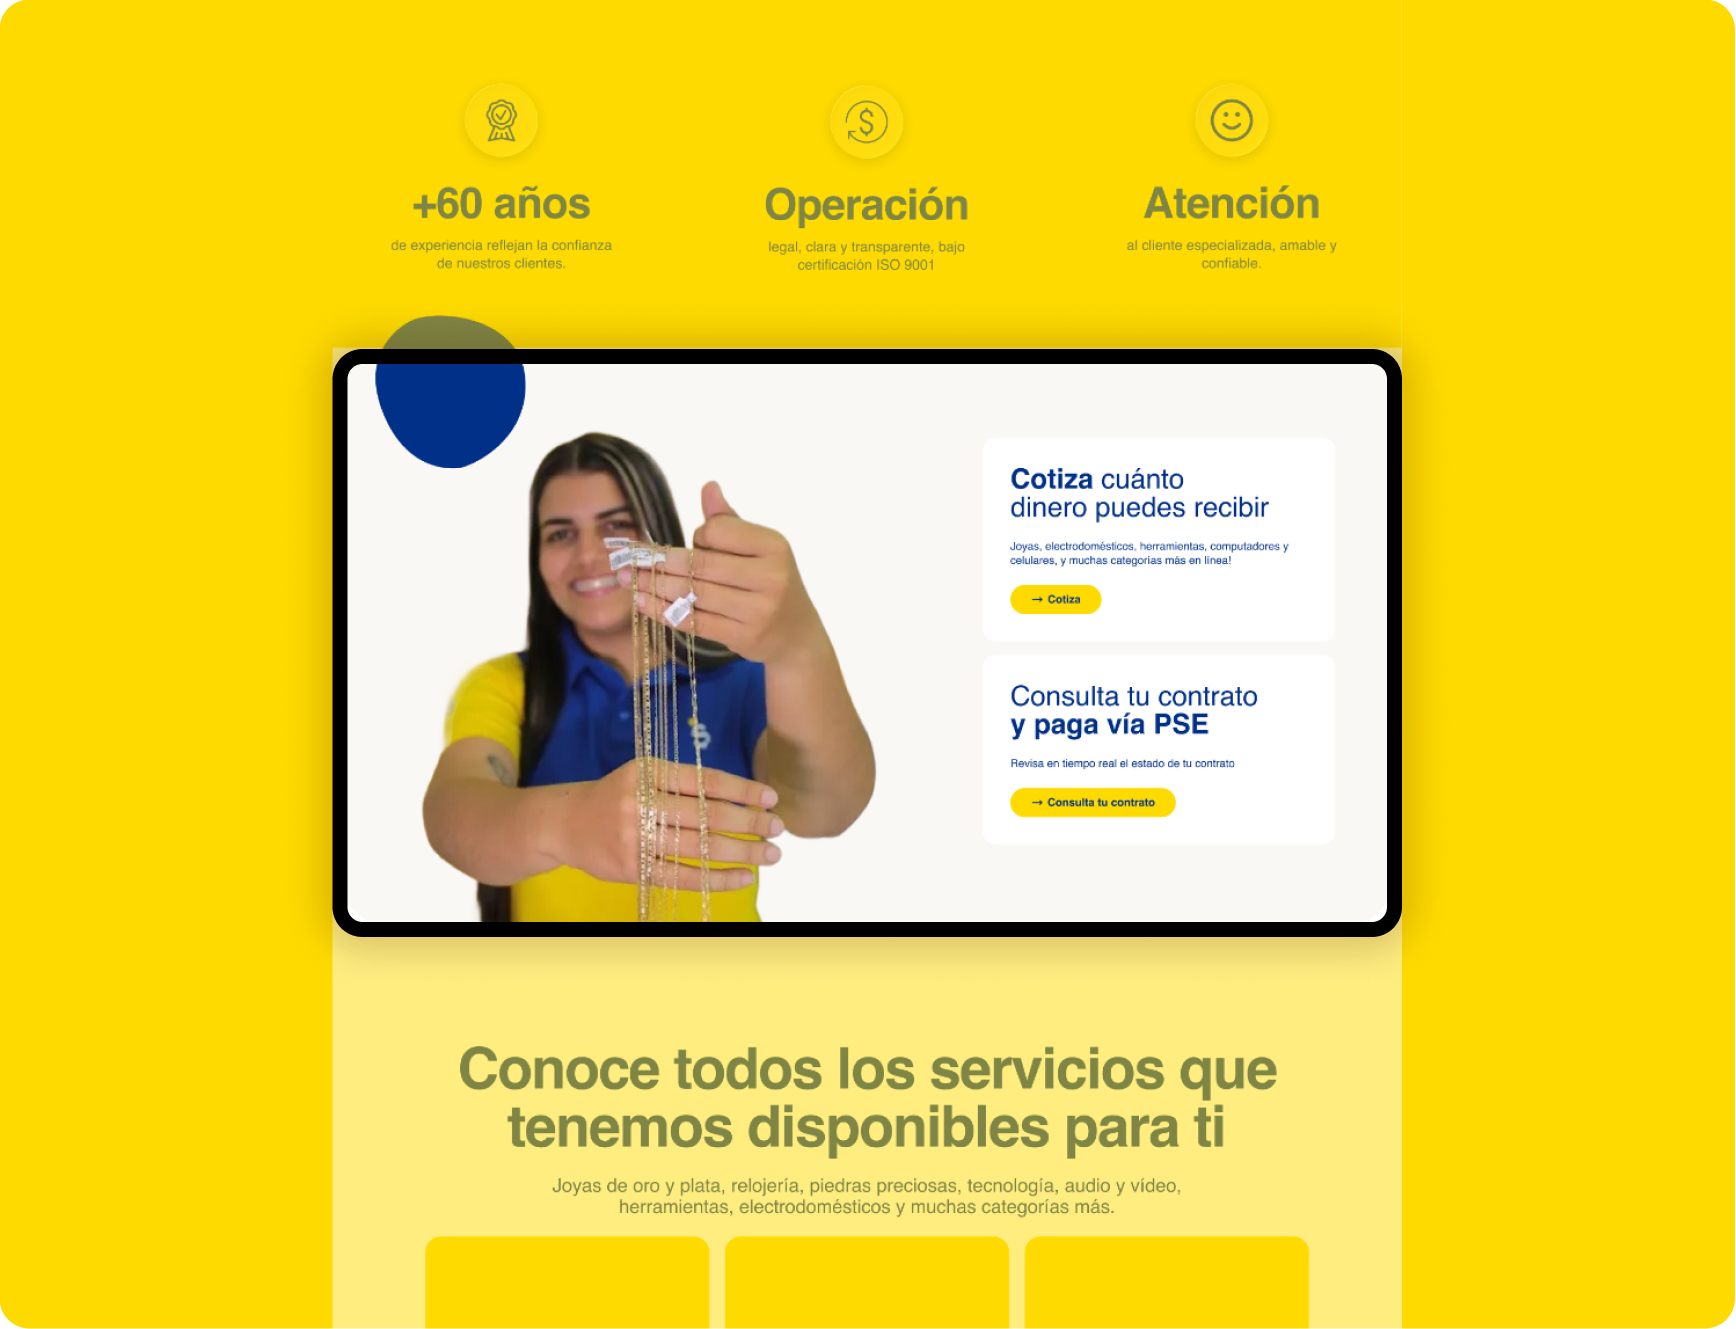 +60 años
de experiencia reflejan la confianza
de nuestros clientes.
Operación
legal, clara y transparente, bajo
certificación ISO 9001
Atención
al cliente especializada, amable y
confiable.
Cotiza cuánto
dinero puedes recibir
Joyas, electrodomésticos, herramientas, computadores y
celulares, y muchas categorías más en línea!
→ Cotiza
Consulta tu contrato
y paga vía PSE
Revisa en tiempo real el estado de tu contrato
→ Consulta tu contrato
Conoce todos los servicios que
tenemos disponibles para ti
Joyas de oro y plata, relojería, piedras preciosas, tecnología, audio y vídeo,
herramientas, electrodomésticos y muchas categorías más.